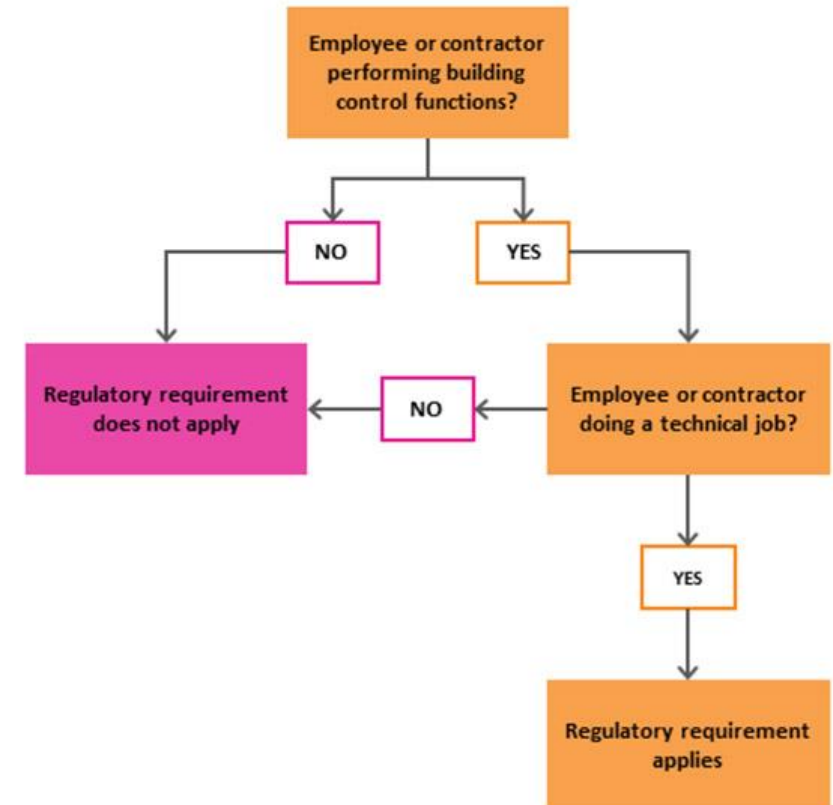 Employee or contractor
performing building
control functions?
NO
YES
Regulatory requirement
does not apply
NO
Employee or contractor
doing a technical job?
YES
Regulatory requirement
applies